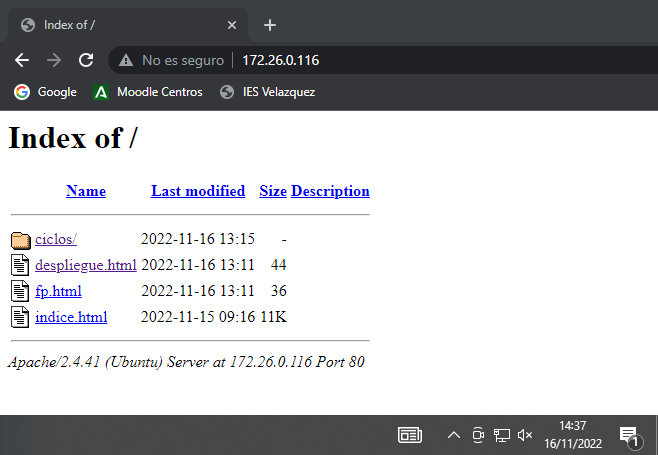 Index of /
No es seguro 172.26.0.116
Google Moodle Centros IES Velazquez
Index of /
Name Last modified Size Description
ciclos/ 2022-11-16 13:15 -
despliegue.html 2022-11-16 13:11 44
fp.html 2022-11-16 13:11 36
indice.html 2022-11-15 09:16 11K
Apache/2.4.41 (Ubuntu) Server at 172.26.0.116 Port 80
14:37
16/11/2022
1